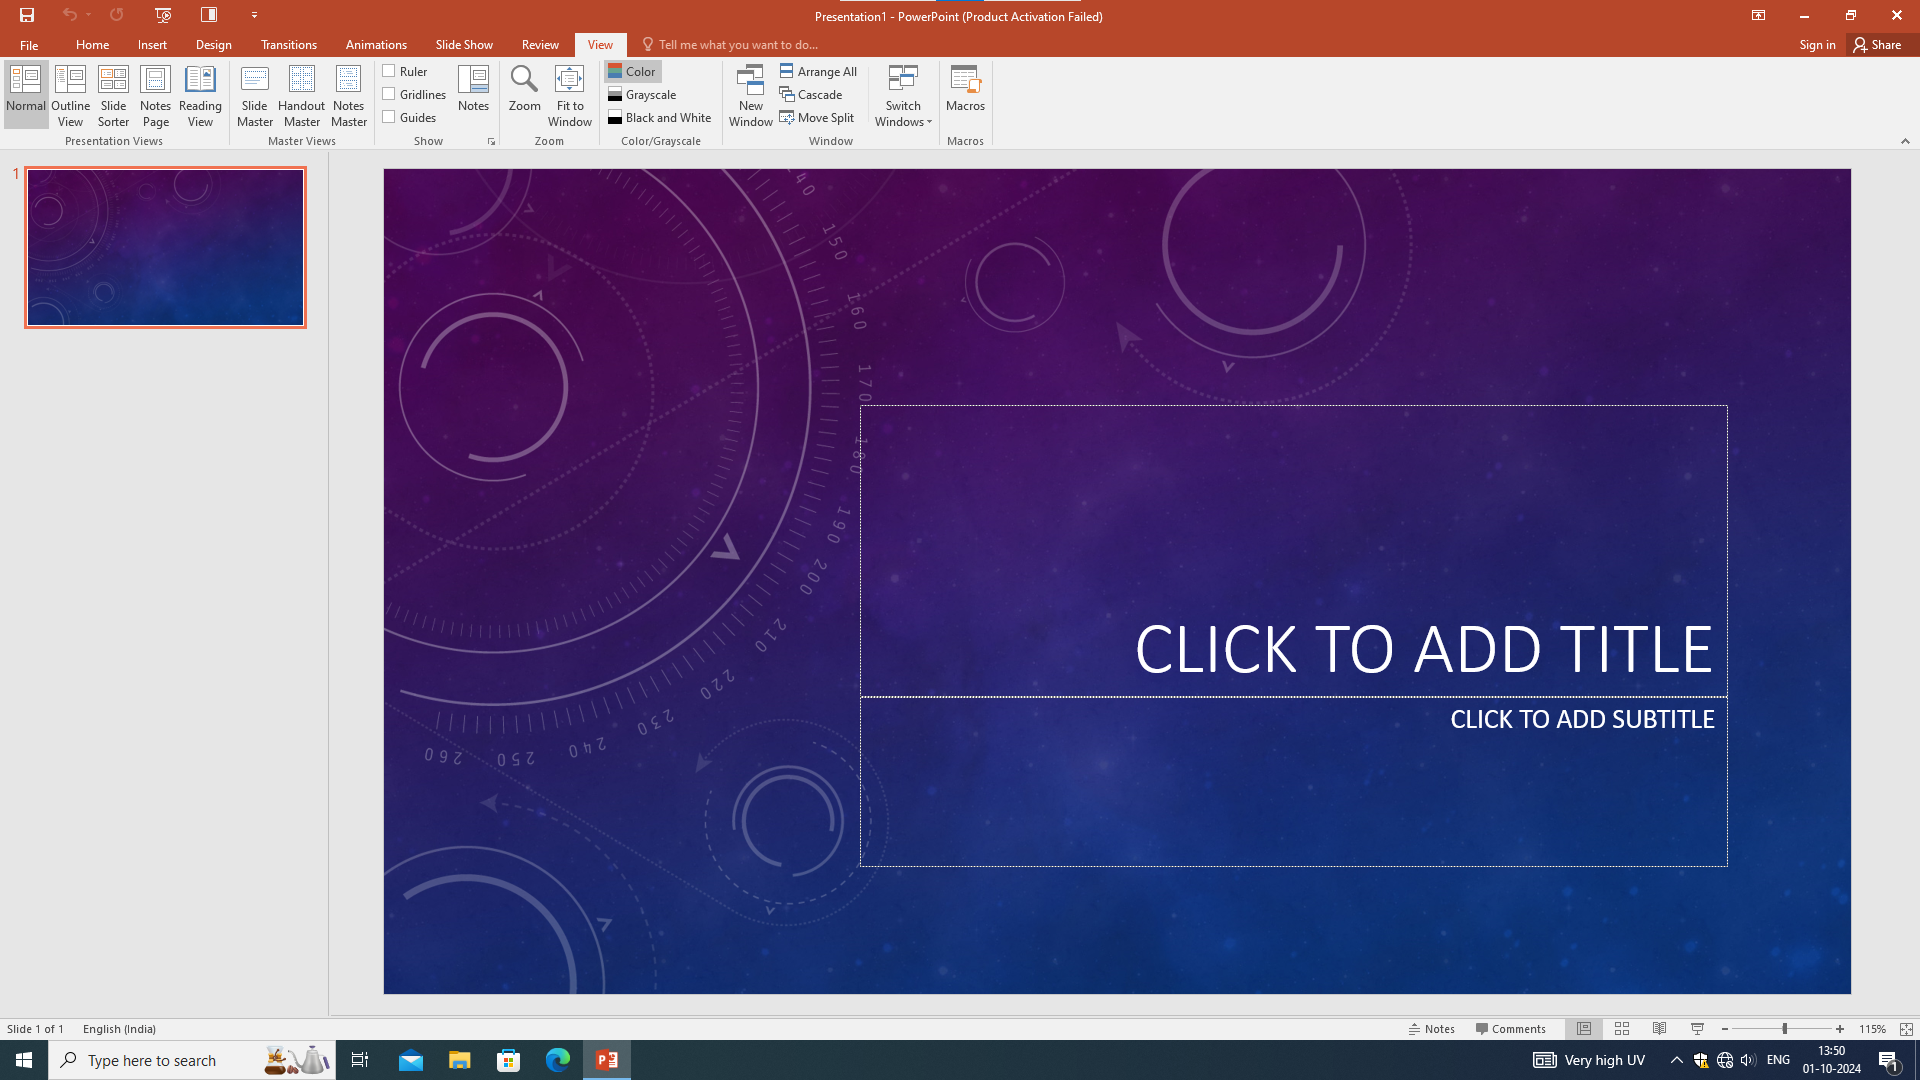 Presentation1 - PowerPoint (Product Activation Failed)
File Home Insert Design Transitions Animations Slide Show Review View Tell me what you want to do... Sign in Share
Normal Outline View Slide Sorter Notes Page Reading View
Presentation Views
Slide Master Handout Master Notes Master
Master Views
Ruler
Gridlines
Guides
Notes
Show
Zoom Fit to Window
Zoom
Color
Grayscale
Black and White
Color/Grayscale
New Window
Arrange All
Cascade
Move Split
Switch Windows
Window
Macros
Macros
1
140
150
160
170
180
190
200
210
220
230
240
250
260
CLICK TO ADD TITLE
CLICK TO ADD SUBTITLE
Slide 1 of 1 English (India) Notes Comments 115%
Type here to search
Very high UV ENG
13:50
01-10-2024
1